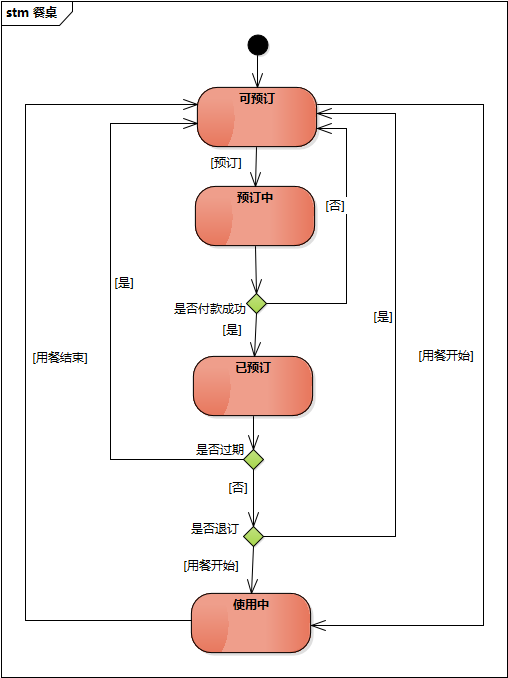 stm 餐桌
可预订
[预订]
预订中
[否]
[是]
是否付款成功
[是]
[是]
[用餐结束]
[用餐开始]
已预订
是否过期
[否]
是否退订
[用餐开始]
使用中